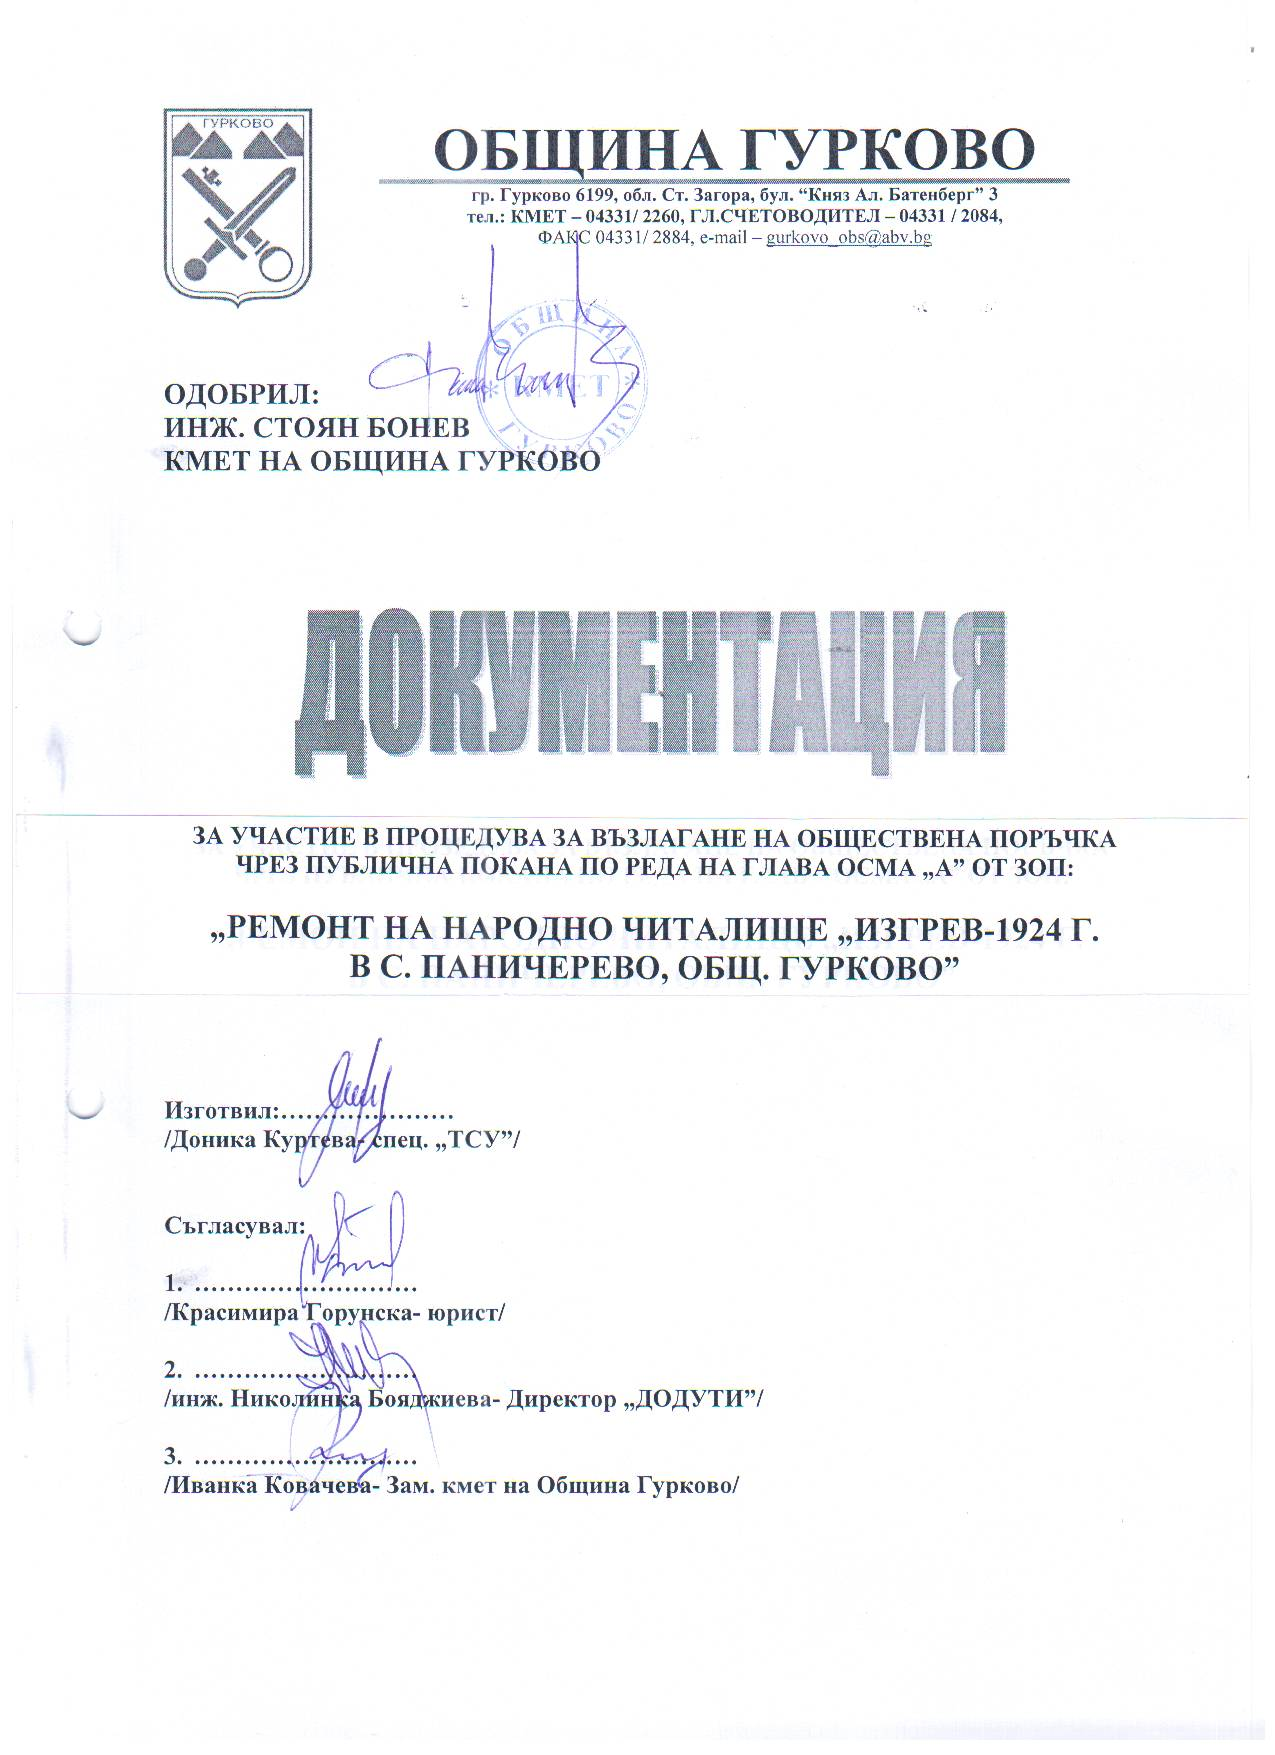 ГУРКОВО
ОБЩИНА ГУРКОВО
гр. Гурково 6199, обл. Ст. Загора, бул. “Княз Ал. Батенберг” 3
тел.: КМЕТ – 04331/ 2260, ГЛ.СЧЕТОВОДИТЕЛ – 04331 / 2084,
ФАКС 04331/ 2884, e-mail – gurkovo_obs@abv.bg
ОБЩИНА
* КМЕТ *
ГУРКОВО
ОДОБРИЛ:
ИНЖ. СТОЯН БОНЕВ
КМЕТ НА ОБЩИНА ГУРКОВО
ДОКУМЕНТАЦИЯ
ЗА УЧАСТИЕ В ПРОЦЕДУВА ЗА ВЪЗЛАГАНЕ НА ОБЩЕСТВЕНА ПОРЪЧКА
ЧРЕЗ ПУБЛИЧНА ПОКАНА ПО РЕДА НА ГЛАВА ОСМА „А” ОТ ЗОП:
„РЕМОНТ НА НАРОДНО ЧИТАЛИЩЕ „ИЗГРЕВ-1924 Г.
В С. ПАНИЧЕРЕВО, ОБЩ. ГУРКОВО”
Изготвил:…………………
/Доника Куртева- спец. „ТСУ”/
Съгласувал:
1. ………………………
/Красимира Горунска- юрист/
2. ………………………
/инж. Николинка Бояджиева- Директор „ДОДУТИ”/
3. ………………………
/Иванка Ковачева- Зам. кмет на Община Гурково/